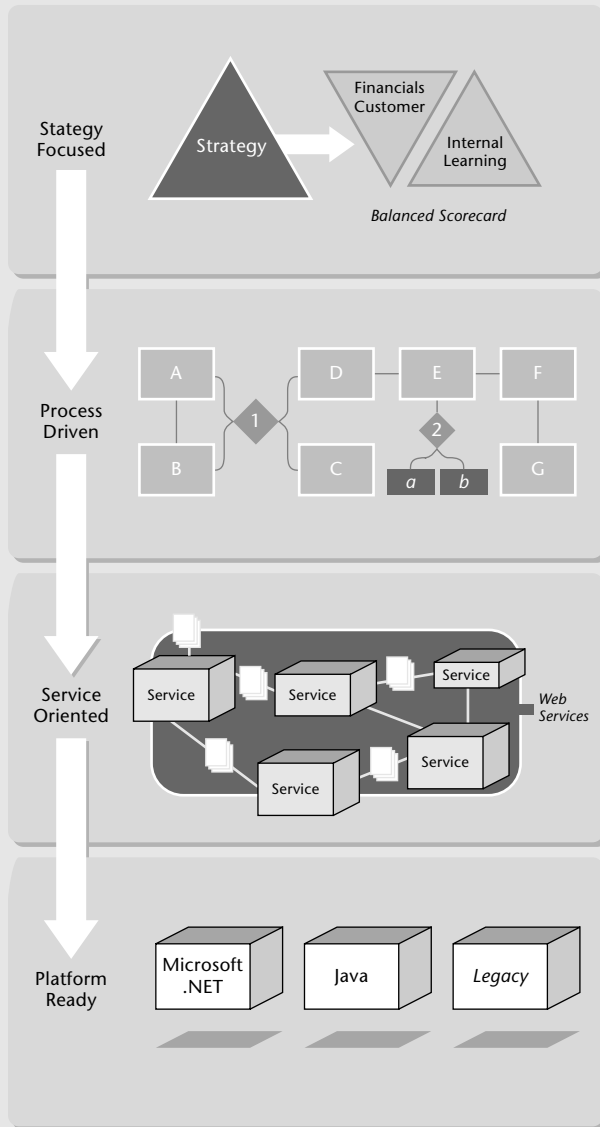 Stategy
Focused
Strategy
Financials
Customer
Internal
Learning
Balanced Scorecard
Process
Driven
A
D
E
F
1
2
B
C
a
b
G
Service
Oriented
Service
Service
Service
Service
Service
Web
Services
Platform
Ready
Microsoft
.NET
Java
Legacy